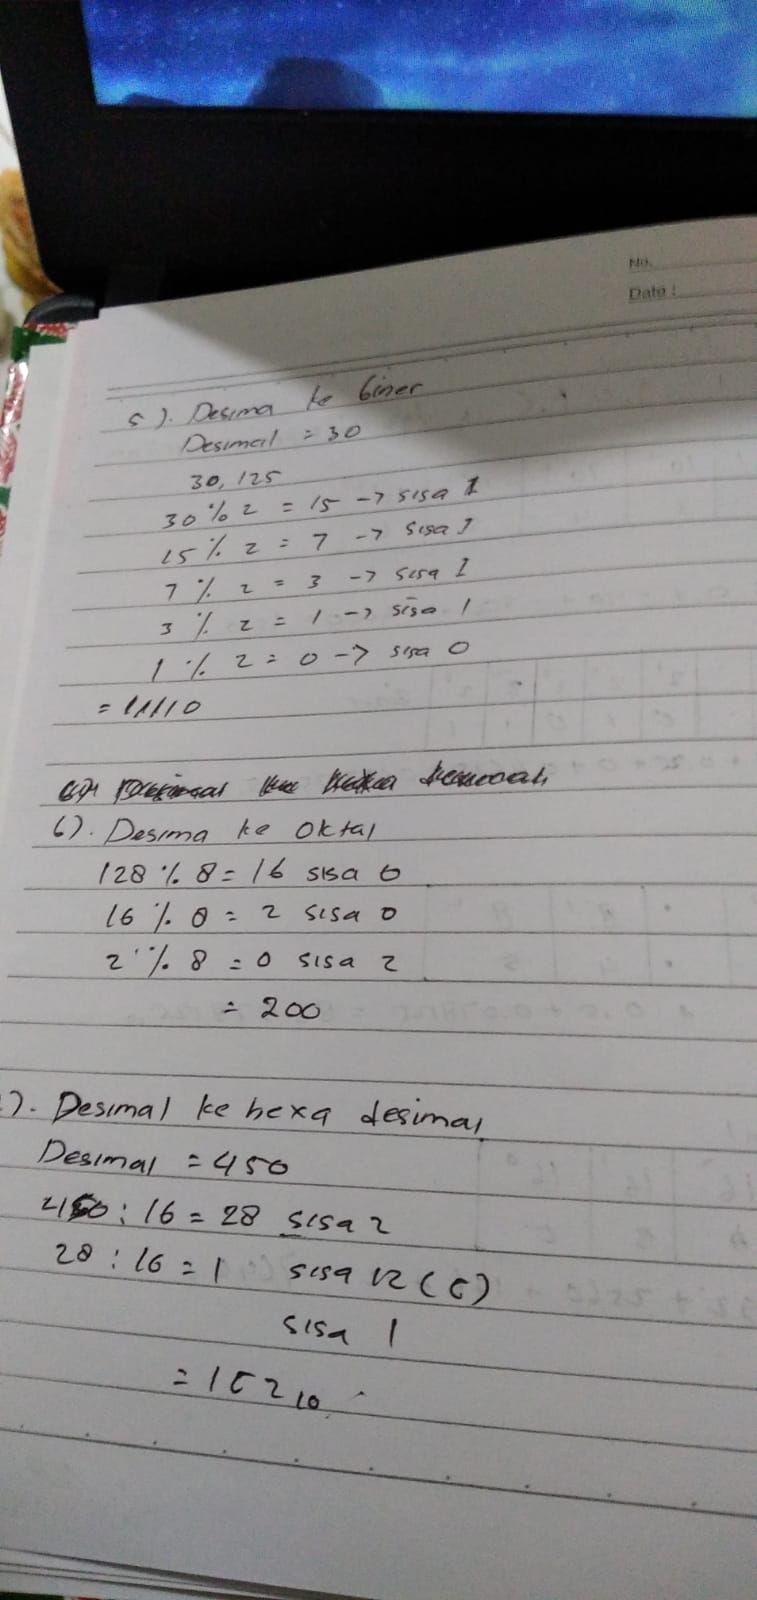 No.
Date :
5). Desima ke biner
Desimal = 30
30,125
30 % 2 = 15 -> sisa 1
15 % 2 = 7 -> sisa 1
7 % 2 = 3 -> sisa 1
3 % 2 = 1 -> sisa 1
1 % 2 = 0 -> sisa 0
= 11110
6). Desima ke Oktal
128 % 8 = 16 sisa 0
16 % 8 = 2 sisa 0
2 % 8 = 0 sisa 2
= 200
). Desimal ke hexa desimal
Desimal = 450
450 : 16 = 28 sisa 2
28 : 16 = 1 sisa 12 (C)
sisa 1
= 1C2 10